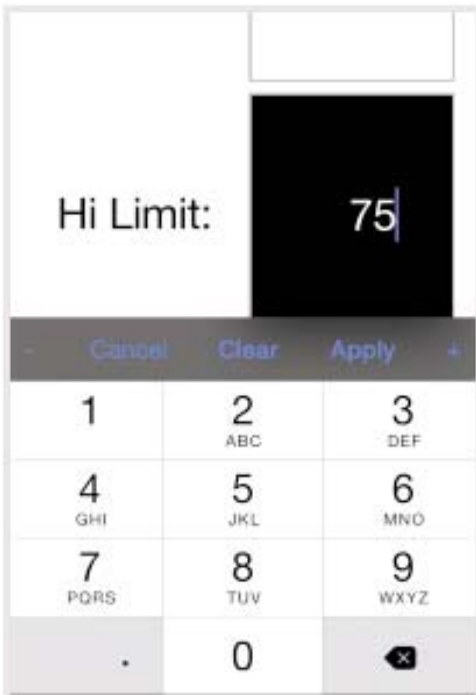 Hi Limit: 75
- Cancel Clear Apply +
1 2 3
ABC DEF
4 5 6
GHI JKL MNO
7 8 9
PQRS TUV WXYZ
. 0